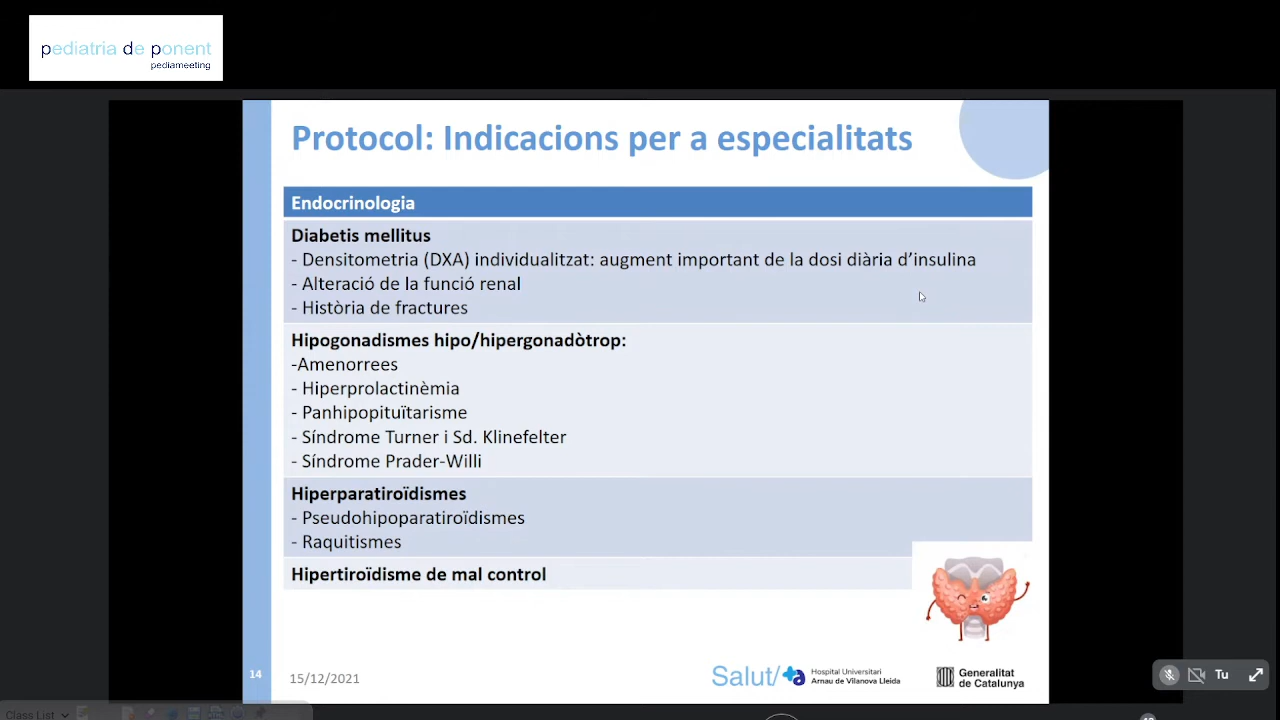 pediatria de ponent
pediameeting
Protocol: Indicacions per a especialitats
Endocrinologia
Diabetis mellitus
- Densitometria (DXA) individualitzat: augment important de la dosi diària d’insulina
- Alteració de la funció renal
- Història de fractures
Hipogonadismes hipo/hipergonadòtrop:
-Amenorrees
- Hiperprolactinèmia
- Panhipopituïtarisme
- Síndrome Turner i Sd. Klinefelter
- Síndrome Prader-Willi
Hiperparatiroïdismes
- Pseudohipoparatiroïdismes
- Raquitismes
Hipertiroïdisme de mal control
14
15/12/2021
Salut/
Hospital Universitari
Arnau de Vilanova Lleida
Generalitat
de Catalunya
Tu
Class List